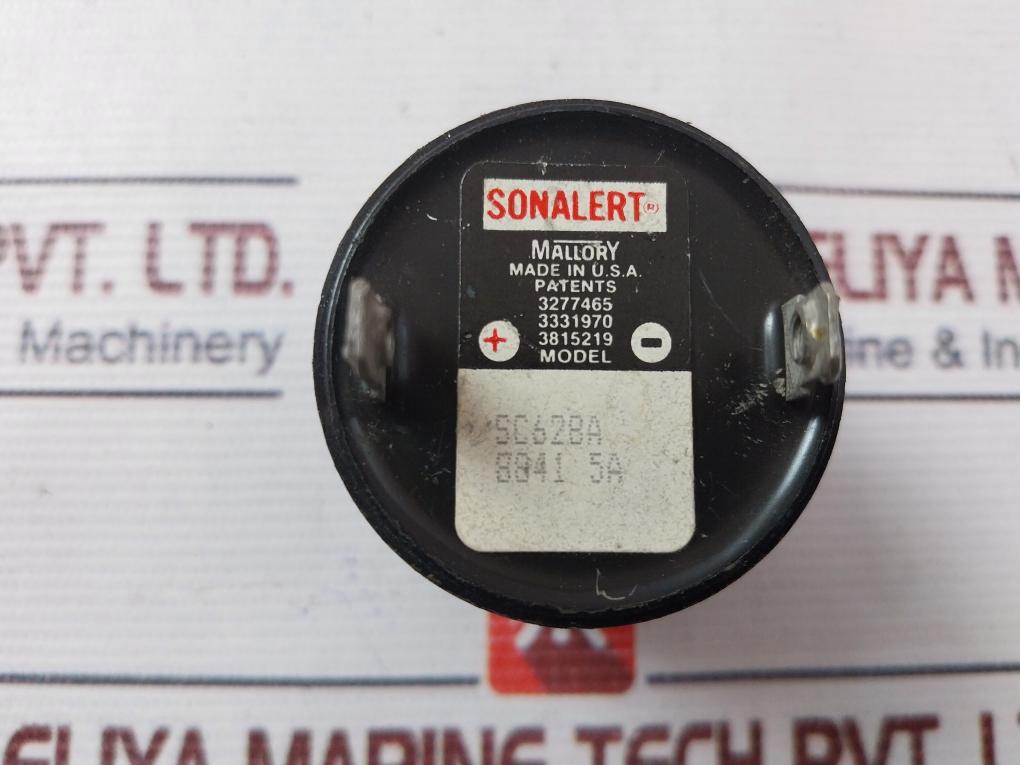 SONALERT®
MALLORY
MADE IN U.S.A.
PATENTS
3277465
3331970
3815219
+ -
MODEL
SC628A
8841 5A
PVT. LTD.
Machinery
ELIYA M
ine & In
ELIYA MARINE TECH PVT. LT